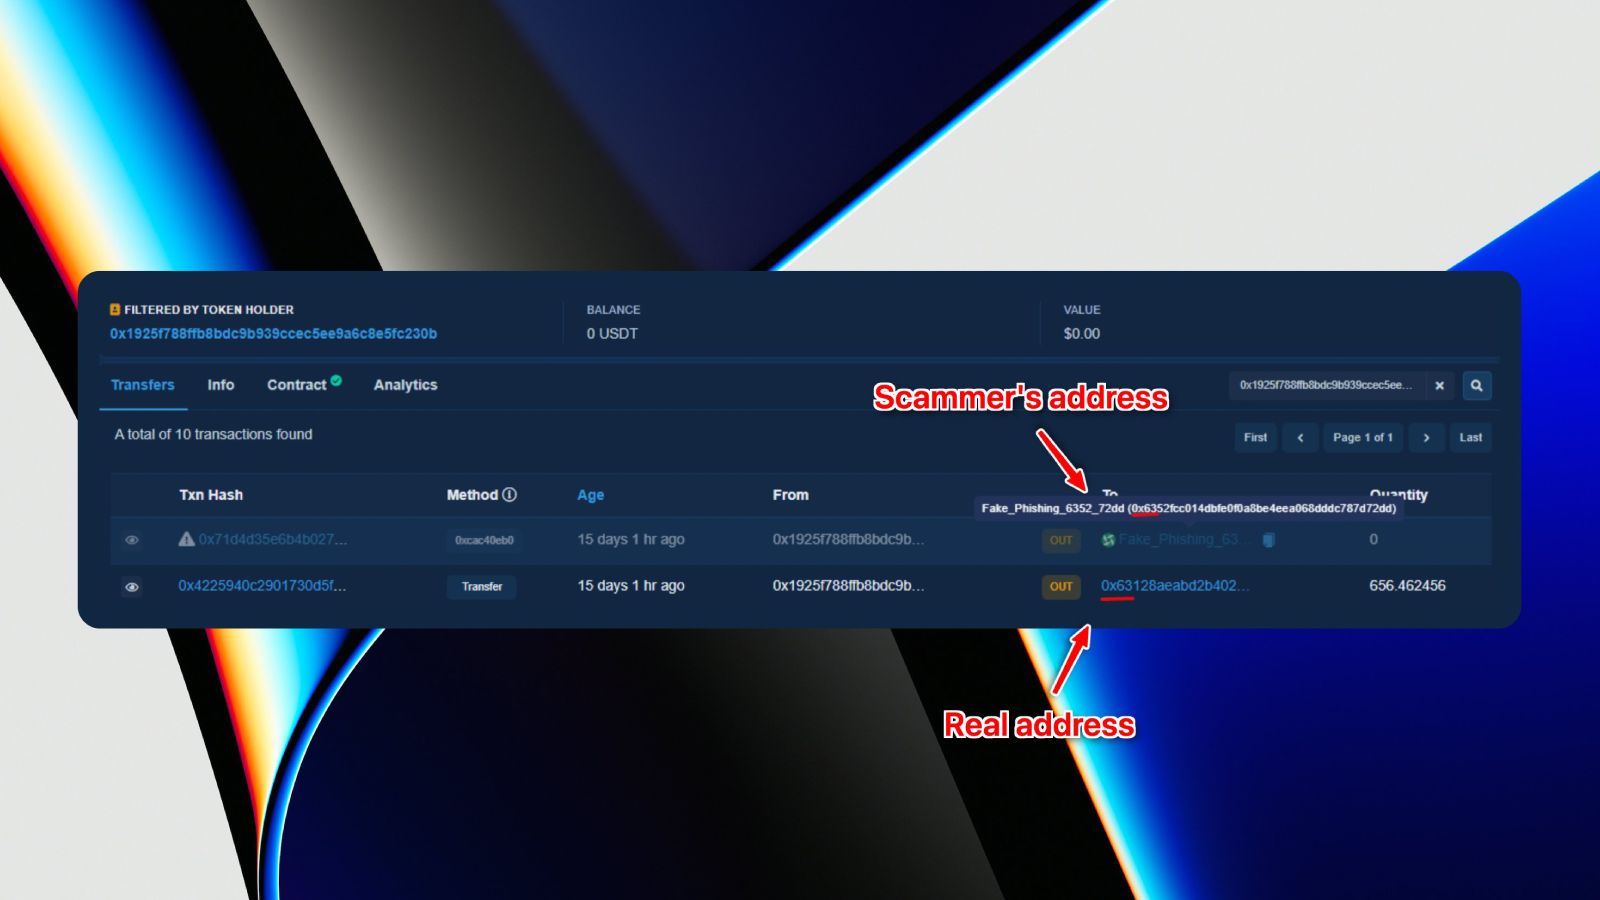 FILTERED BY TOKEN HOLDER
0x1925f788ffb8bdc9b939ccec5ee9a6c8e5fc230b
BALANCE
0 USDT
VALUE
$0.00
Transfers Info Contract Analytics
0x1925f788ffb8bdc9b939ccec5ee...
Scammer's address
A total of 10 transactions found
First < Page 1 of 1 > Last
Txn Hash Method Age From To Quantity
Fake_Phishing_6352_72dd (0x6352fcc014dbfe0f0a8be4eea068dddc787d72dd)
0x71d4d35e6b4b027... 0xcac40eb0 15 days 1 hr ago 0x1925f788ffb8bdc9b... OUT Fake_Phishing_63... 0
0x4225940c2901730d5f... Transfer 15 days 1 hr ago 0x1925f788ffb8bdc9b... OUT 0x63128aeabd2b402... 656.462456
Real address